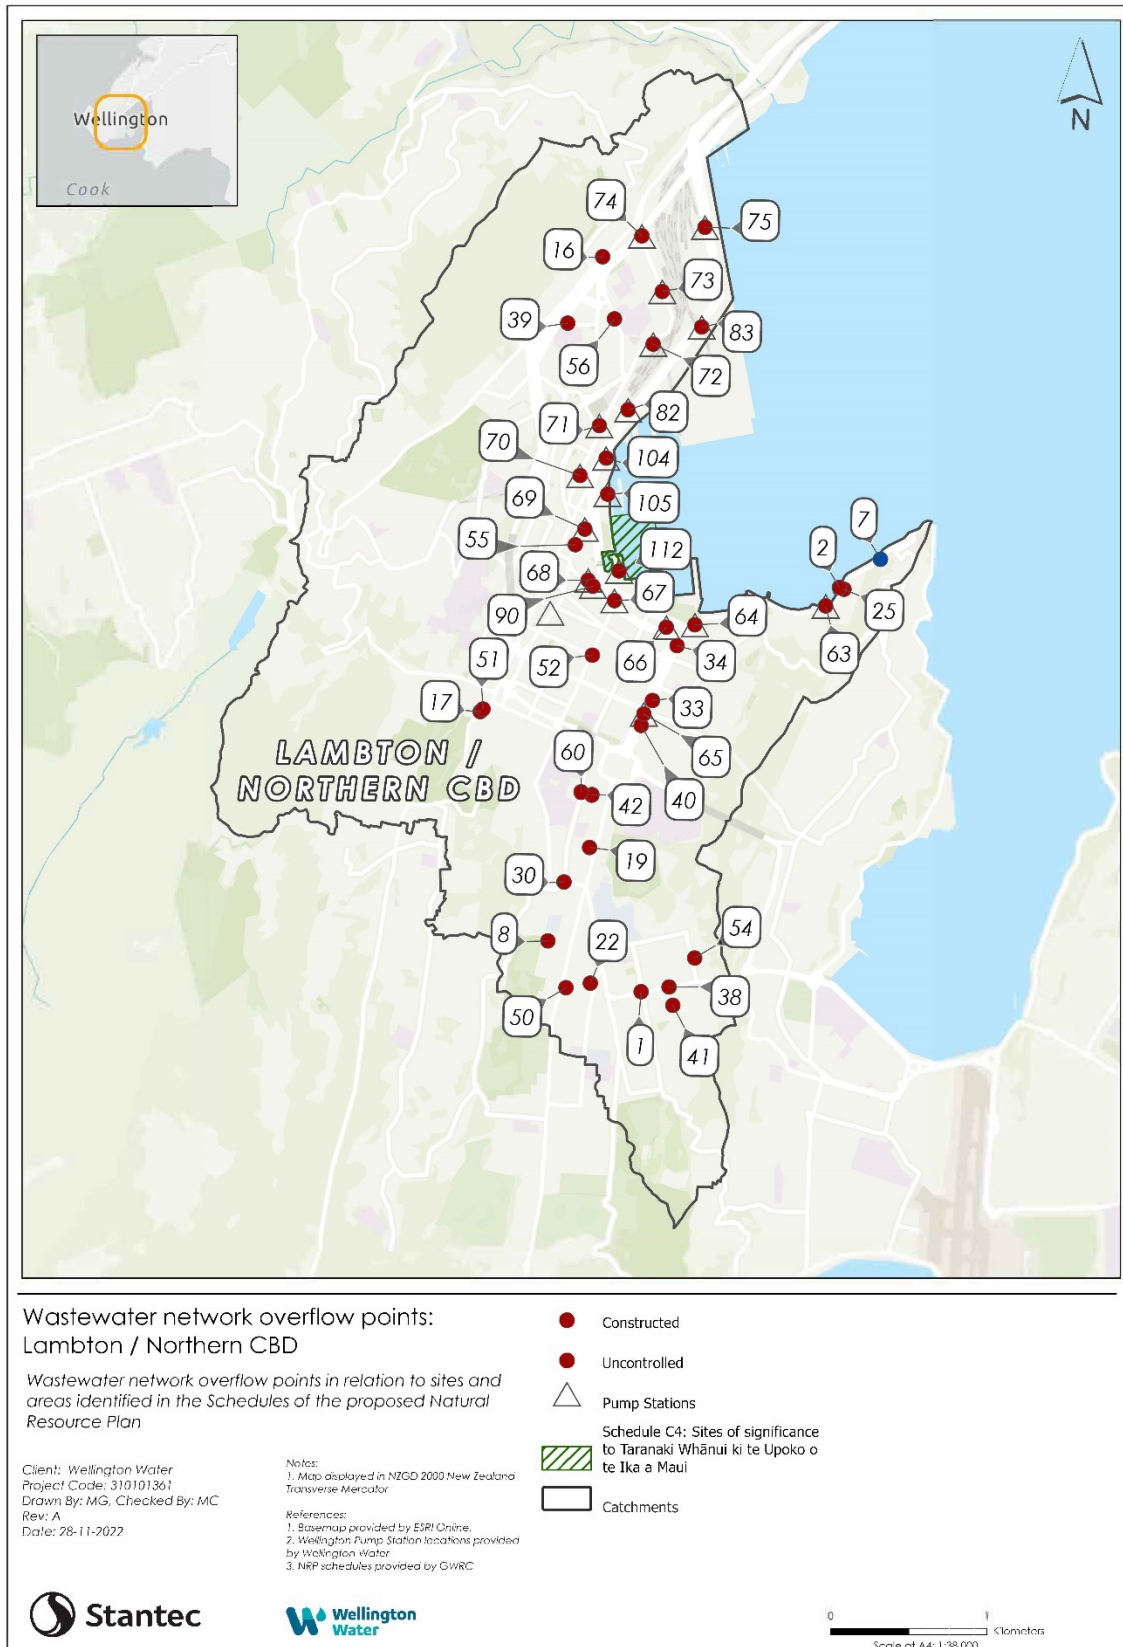 Wellington
Cook
N
74
75
16
73
39
83
56
72
82
71
70
104
69
105
7
55
2
112
68
67
90
64
25
51
52
66
34
63
17
33
LAMBTON /
NORTHERN CBD
60
65
42
40
19
30
8
22
54
50
38
1
41
Wastewater network overflow points:
Lambton / Northern CBD
Wastewater network overflow points in relation to sites and
areas identified in the Schedules of the proposed Natural
Resource Plan
Client: Wellington Water
Project Code: 310101361
Drawn By: MG, Checked By: MC
Rev: A
Date: 28-11-2022
Notes:
1. Map displayed in NZGD 2000 New Zealand
Transverse Mercator
References:
1. Basemap provided by ESRI Online.
2. Wellington Pump Station locations provided
by Wellington Water
3. NRP schedules provided by GWRC
Constructed
Uncontrolled
Pump Stations
Schedule C4: Sites of significance
to Taranaki Whānui ki te Upoko o
te Ika a Maui
Catchments
Stantec
Wellington
Water
0 1
Kilometers
Scale at A4: 1:38,000